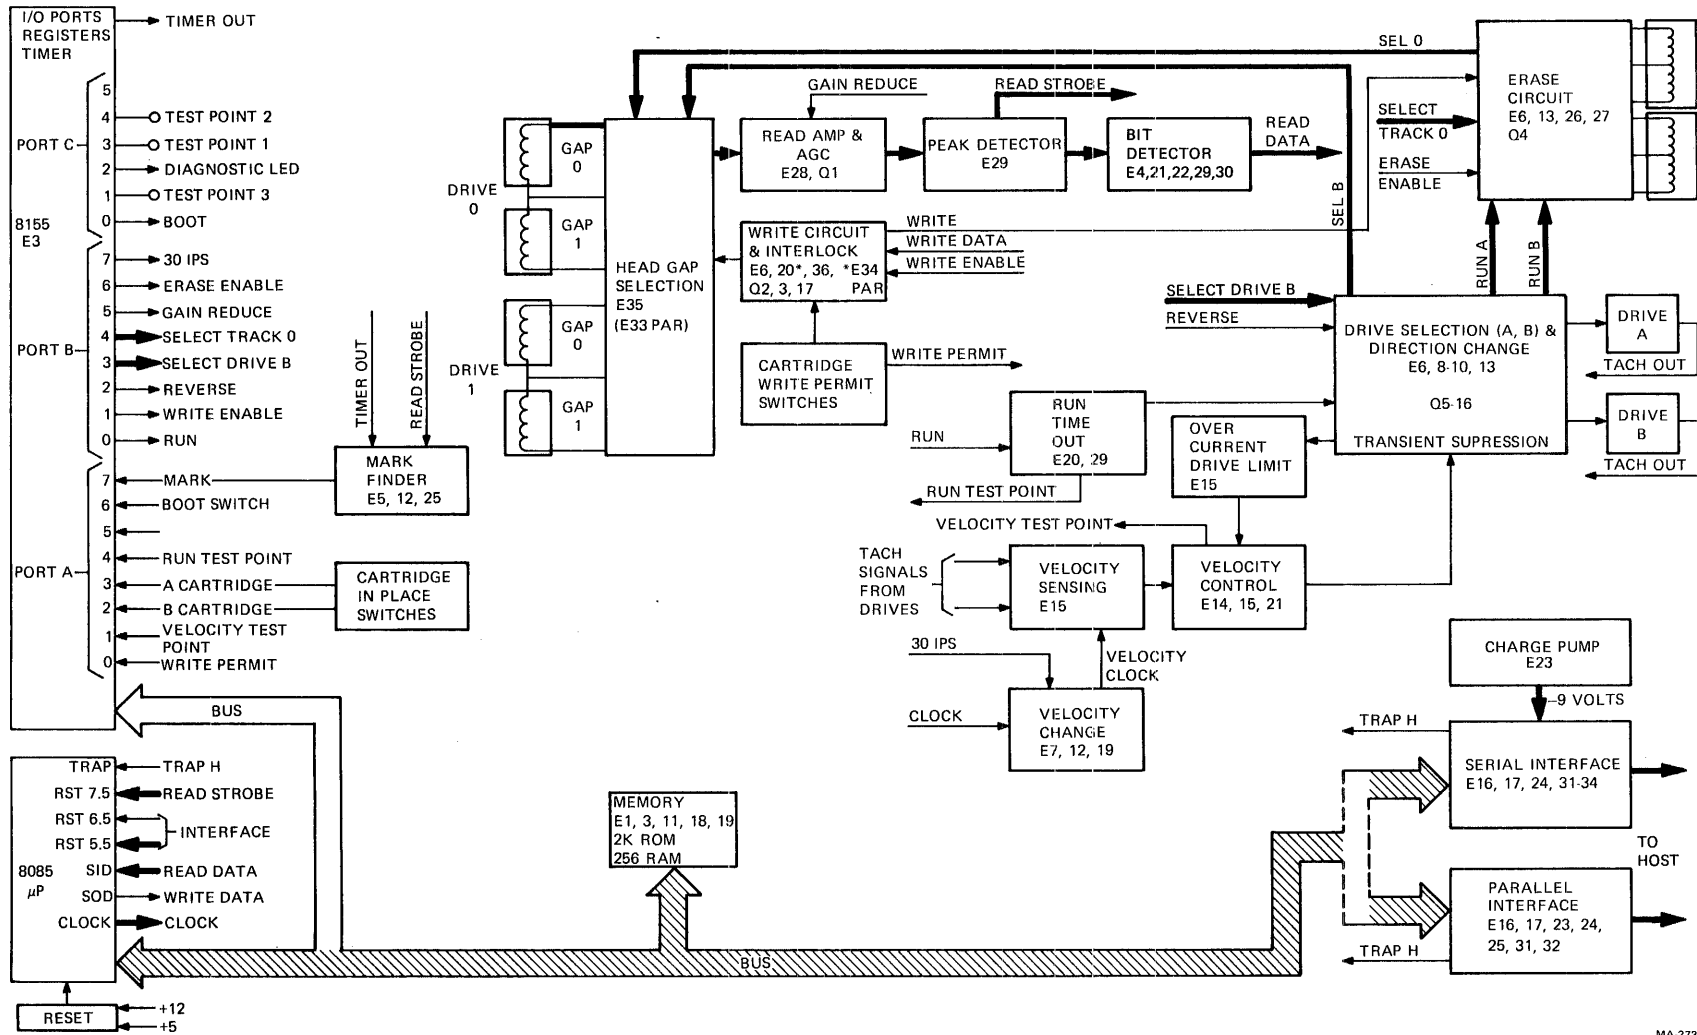 I/O PORTS
REGISTERS
TIMER
TIMER OUT
PORT C
5
4 TEST POINT 2
3 TEST POINT 1
2 DIAGNOSTIC LED
1 TEST POINT 3
0 BOOT
8155
E3
PORT B
7 30 IPS
6 ERASE ENABLE
5 GAIN REDUCE
4 SELECT TRACK 0
3 SELECT DRIVE B
2 REVERSE
1 WRITE ENABLE
0 RUN
PORT A
7 MARK
6 BOOT SWITCH
5
4 RUN TEST POINT
3 A CARTRIDGE
2 B CARTRIDGE
1 VELOCITY TEST
POINT
0 WRITE PERMIT
BUS
TIMER OUT
READ STROBE
MARK
FINDER
E5, 12, 25
CARTRIDGE
IN PLACE
SWITCHES
8085
μP
TRAP TRAP H
RST 7.5 READ STROBE
RST 6.5
INTERFACE
RST 5.5
SID READ DATA
SOD WRITE DATA
CLOCK CLOCK
RESET
+12
+5
DRIVE
0
GAP
0
GAP
1
DRIVE
1
GAP
0
GAP
1
HEAD GAP
SELECTION
E35
(E33 PAR)
GAIN REDUCE
READ AMP &
AGC
E28, Q1
READ STROBE
PEAK DETECTOR
E29
BIT
DETECTOR
E4,21,22,29,30
READ
DATA
WRITE CIRCUIT
& INTERLOCK
E6, 20*, 36, *E34
Q2, 3, 17 PAR
WRITE
WRITE DATA
WRITE ENABLE
CARTRIDGE
WRITE PERMIT
SWITCHES
WRITE PERMIT
SEL 0
SEL B
SELECT
TRACK 0
ERASE
ENABLE
ERASE
CIRCUIT
E6, 13, 26, 27
Q4
RUN A
RUN B
SELECT DRIVE B
REVERSE
DRIVE SELECTION (A, B) &
DIRECTION CHANGE
E6, 8-10, 13
Q5-16
TRANSIENT SUPRESSION
DRIVE
A
TACH OUT
DRIVE
B
TACH OUT
RUN
RUN
TIME
OUT
E20, 29
RUN TEST POINT
OVER
CURRENT
DRIVE LIMIT
E15
VELOCITY TEST POINT
TACH
SIGNALS
FROM
DRIVES
VELOCITY
SENSING
E15
VELOCITY
CONTROL
E14, 15, 21
30 IPS
VELOCITY
CLOCK
CLOCK
VELOCITY
CHANGE
E7, 12, 19
CHARGE PUMP
E23
-9 VOLTS
TRAP H
SERIAL INTERFACE
E16, 17, 24, 31-34
TO
HOST
PARALLEL
INTERFACE
E16, 17, 23, 24,
25, 31, 32
TRAP H
MEMORY
E1, 3, 11, 18, 19
2K ROM
256 RAM
BUS
MA-273